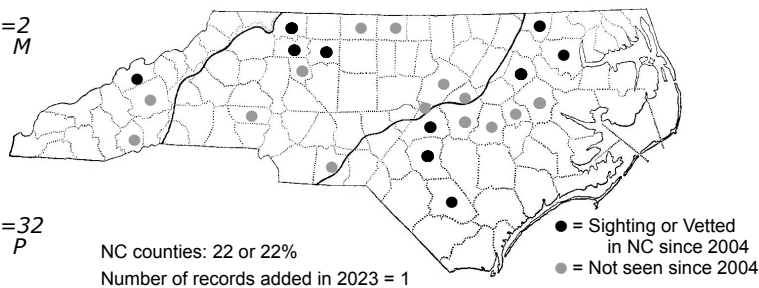 =2
M
=32
P
NC counties: 22 or 22%
Number of records added in 2023 = 1
= Sighting or Vetted
in NC since 2004
= Not seen since 2004